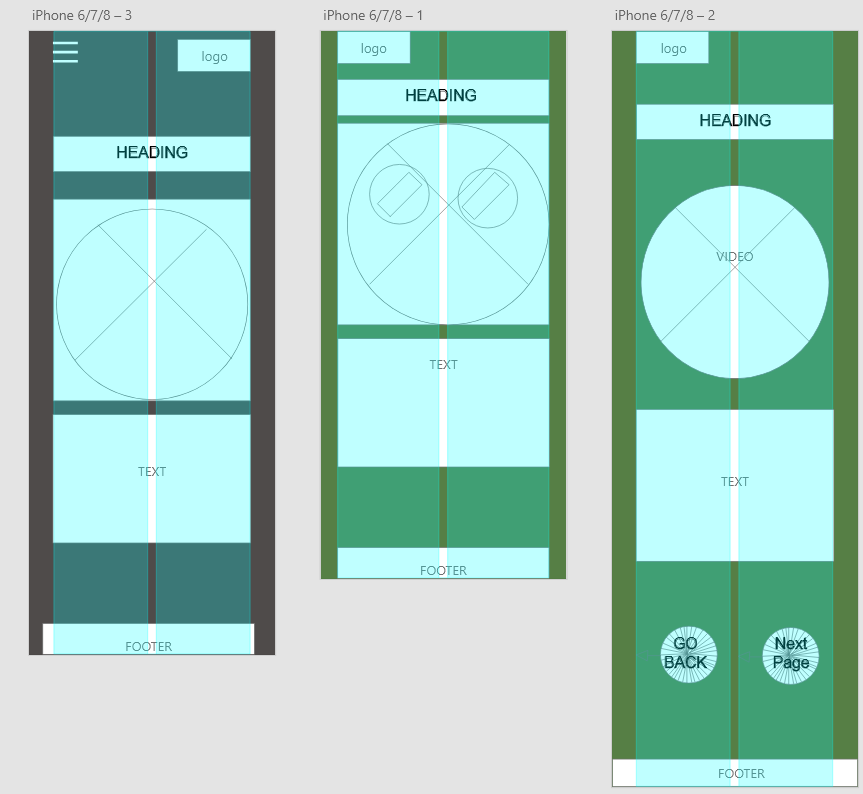 iPhone 6/7/8 – 3
logo
HEADING
TEXT
FOOTER
iPhone 6/7/8 – 1
logo
HEADING
TEXT
FOOTER
iPhone 6/7/8 – 2
logo
HEADING
VIDEO
TEXT
GO
BACK
Next
Page
FOOTER